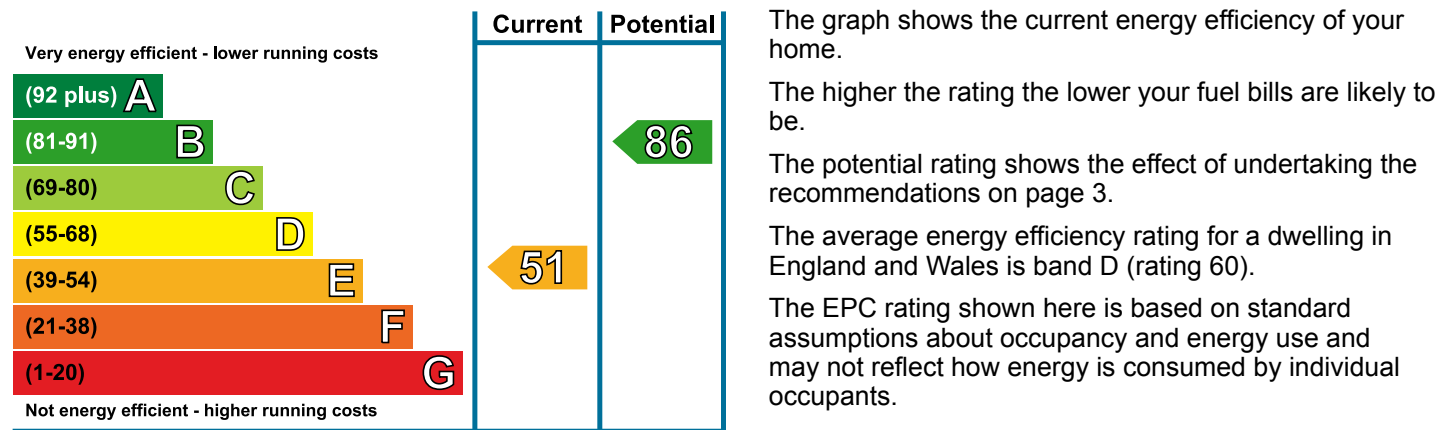 Current Potential
Very energy efficient - lower running costs
(92 plus) A
(81-91) B
86
(69-80) C
(55-68) D
(39-54) E
51
(21-38) F
(1-20) G
Not energy efficient - higher running costs
The graph shows the current energy efficiency of your
home.
The higher the rating the lower your fuel bills are likely to
be.
The potential rating shows the effect of undertaking the
recommendations on page 3.
The average energy efficiency rating for a dwelling in
England and Wales is band D (rating 60).
The EPC rating shown here is based on standard
assumptions about occupancy and energy use and
may not reflect how energy is consumed by individual
occupants.